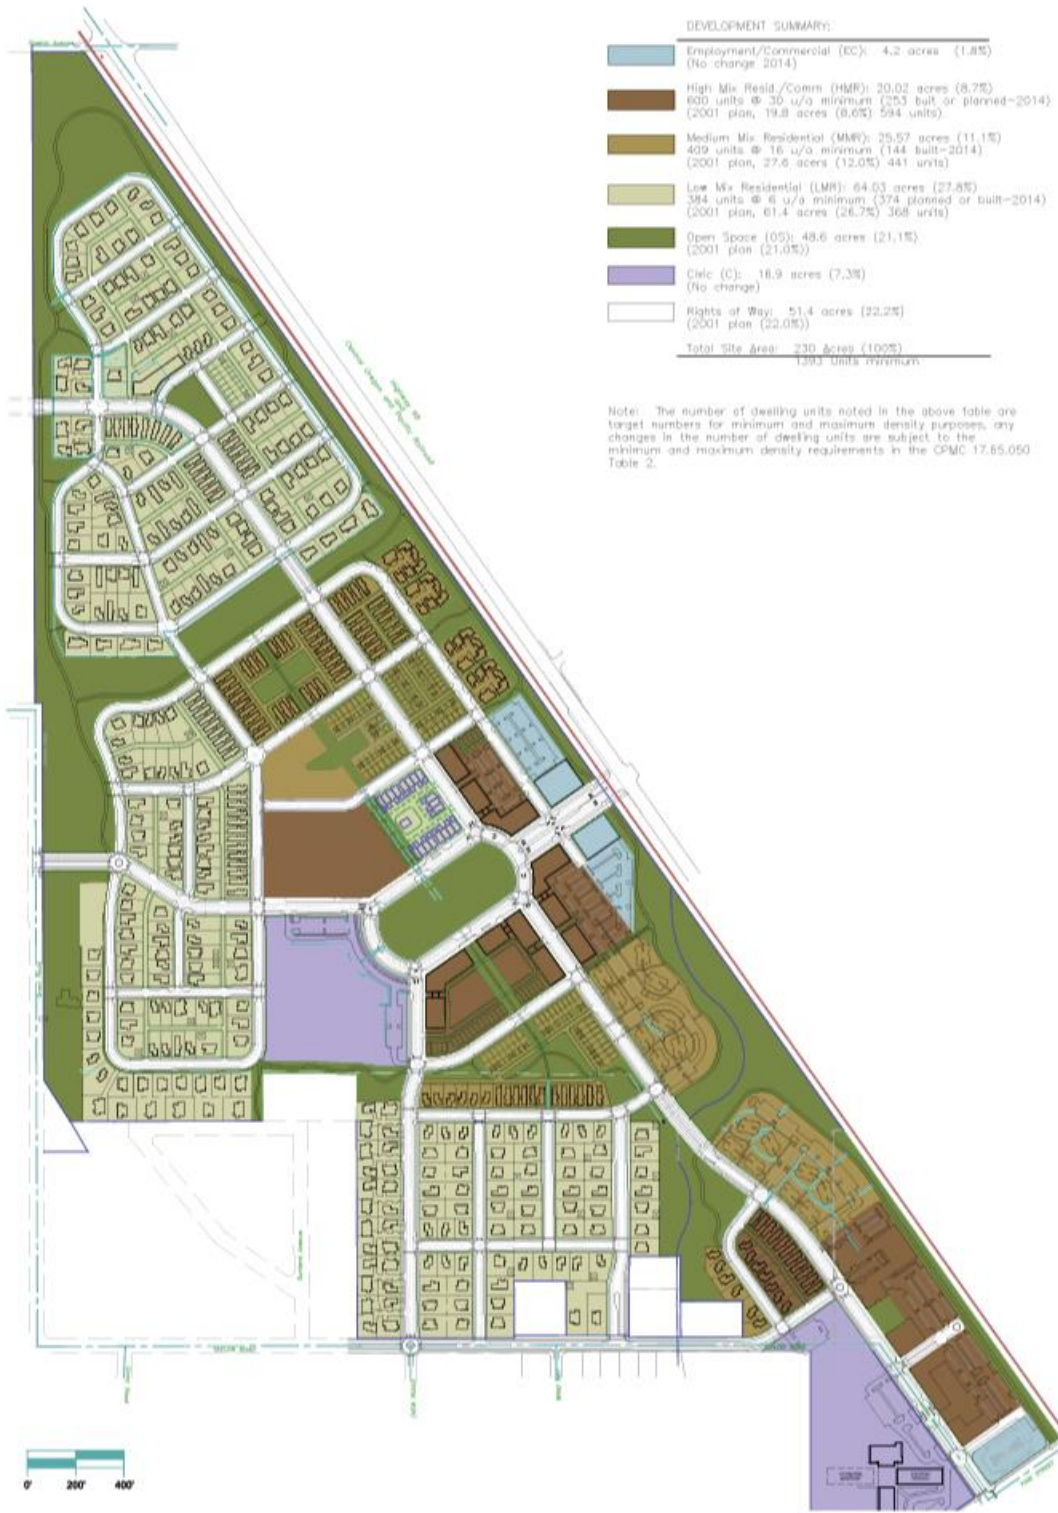 DEVELOPMENT SUMMARY:
Employment/Commercial (EC): 4.2 acres (1.8%)
(No change 2014)
High Mix Resid./Comm (HMR): 20.02 acres (8.7%)
600 units @ 30 u/a minimum (253 buit or planned-2014)
(2001 plan, 19.8 acres (8.6%) 594 units)
Medium Mix Residential (MMR): 25.57 acres (11.1%)
409 units @ 16 u/a minimum (144 built-2014)
(2001 plan, 27.6 acers (12.0%) 441 units)
Low Mix Residential (LMR): 64.03 acres (27.8%)
384 units @ 6 u/a minimum (374 planned or built-2014)
(2001 plan, 61.4 acres (26.7%) 368 units)
Open Space (OS): 48.6 acres (21.1%)
(2001 plan (21.0%))
Civic (C): 16.9 acres (7.3%)
(No change)
Rights of Way: 51.4 acres (22.2%)
(2001 plan (22.0%))
Total Site Area: 230 Acres (100%)
1393 Units minimum
Note: The number of dwelling units noted in the above table are
target numbers for minimum and maximum density purposes, any
changes in the number of dwelling units are subject to the
minimum and maximum density requirements in the CPMC 17.65.050
Table 2.
Highway 99
Central Oregon and Pacific Railroad
0' 200' 400'